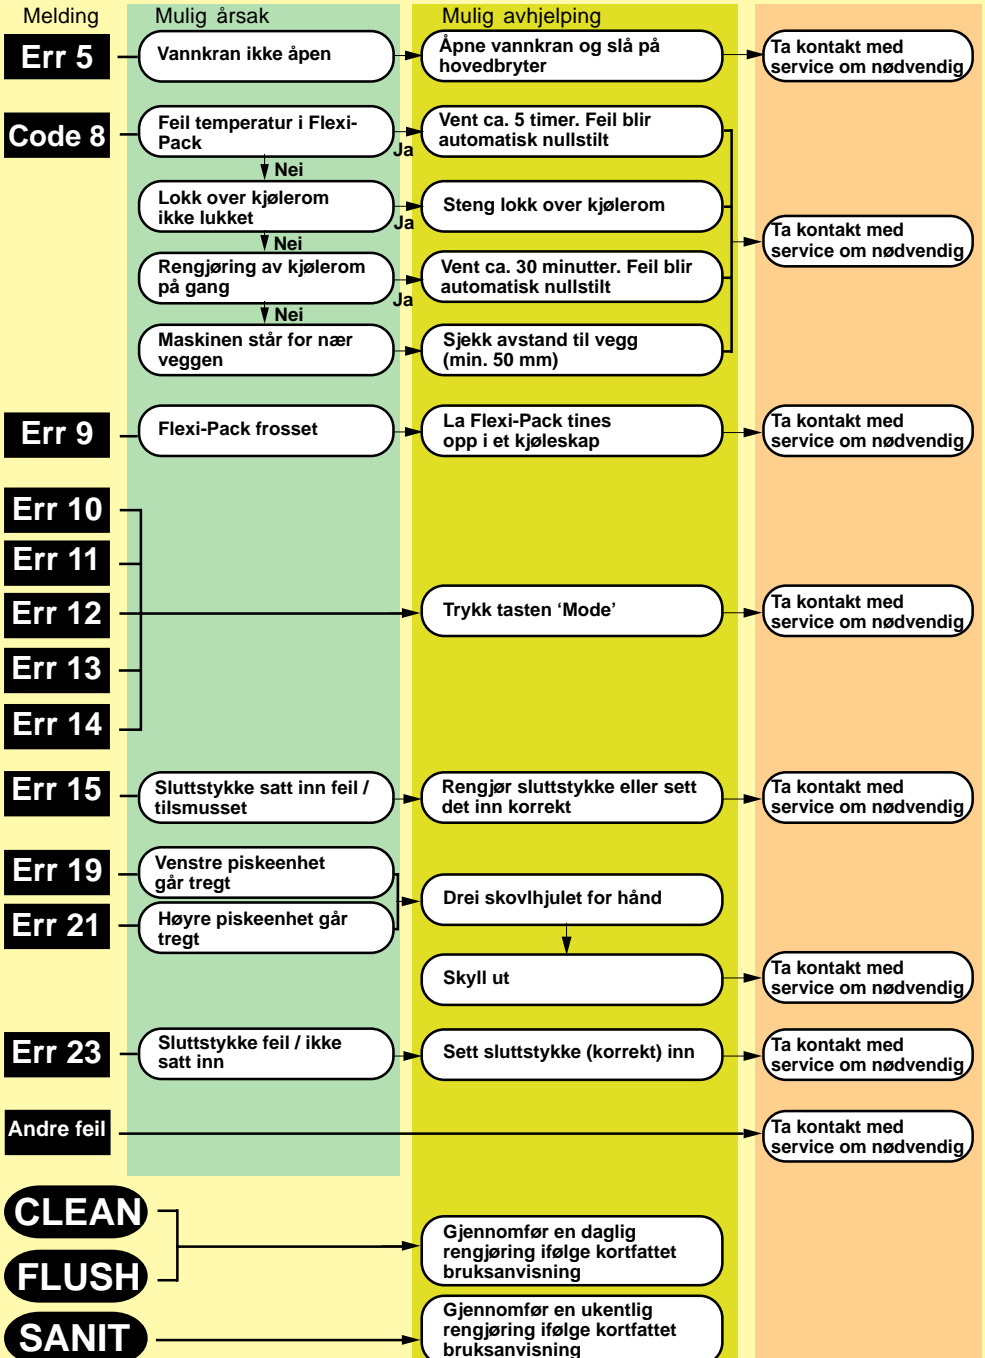 Melding
Mulig årsak
Mulig avhjelping
Err 5
Vannkran ikke åpen
Åpne vannkran og slå på
hovedbryter
Ta kontakt med
service om nødvendig
Code 8
Feil temperatur i Flexi-
Pack
Ja
Vent ca. 5 timer. Feil blir
automatisk nullstilt
Nei
Lokk over kjølerom
ikke lukket
Ja
Steng lokk over kjølerom
Nei
Rengjøring av kjølerom
på gang
Ja
Vent ca. 30 minutter. Feil blir
automatisk nullstilt
Nei
Maskinen står for nær
veggen
Sjekk avstand til vegg
(min. 50 mm)
Ta kontakt med
service om nødvendig
Err 9
Flexi-Pack frosset
La Flexi-Pack tines
opp i et kjøleskap
Ta kontakt med
service om nødvendig
Err 10
Err 11
Err 12
Err 13
Err 14
Trykk tasten ‘Mode’
Ta kontakt med
service om nødvendig
Err 15
Sluttstykke satt inn feil /
tilsmusset
Rengjør sluttstykke eller sett
det inn korrekt
Ta kontakt med
service om nødvendig
Err 19
Venstre piskeenhet
går tregt
Err 21
Høyre piskeenhet går
tregt
Drei skovlhjulet for hånd
Skyll ut
Ta kontakt med
service om nødvendig
Err 23
Sluttstykke feil / ikke
satt inn
Sett sluttstykke (korrekt) inn
Ta kontakt med
service om nødvendig
Andre feil
Ta kontakt med
service om nødvendig
CLEAN
FLUSH
Gjennomfør en daglig
rengjøring ifølge kortfattet
bruksanvisning
SANIT
Gjennomfør en ukentlig
rengjøring ifølge kortfattet
bruksanvisning